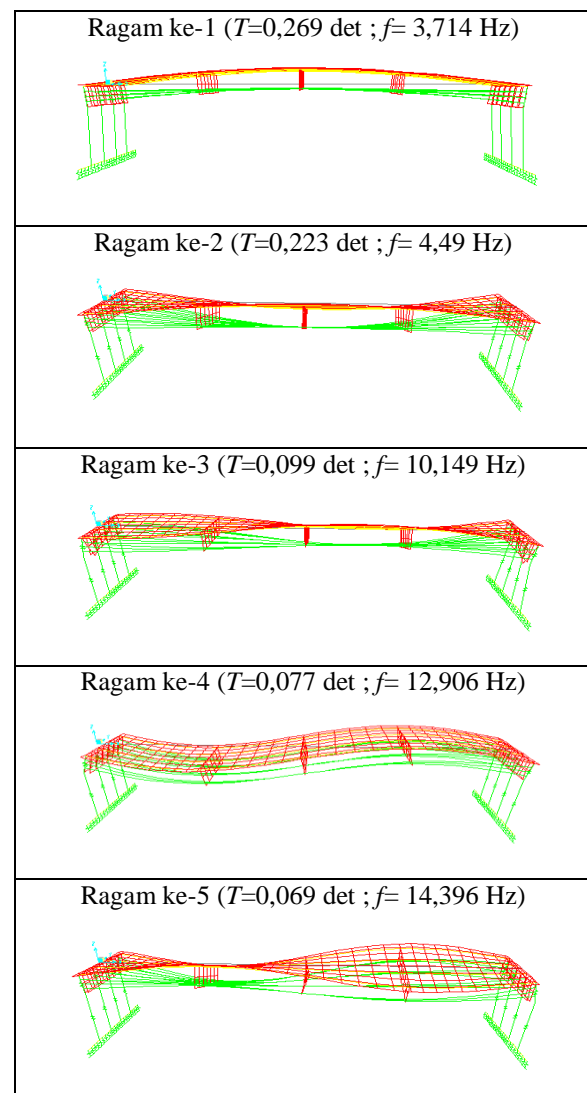 Ragam ke-1 (T=0,269 det ; f= 3,714 Hz)
Ragam ke-2 (T=0,223 det ; f= 4,49 Hz)
Ragam ke-3 (T=0,099 det ; f= 10,149 Hz)
Ragam ke-4 (T=0,077 det ; f= 12,906 Hz)
Ragam ke-5 (T=0,069 det ; f= 14,396 Hz)